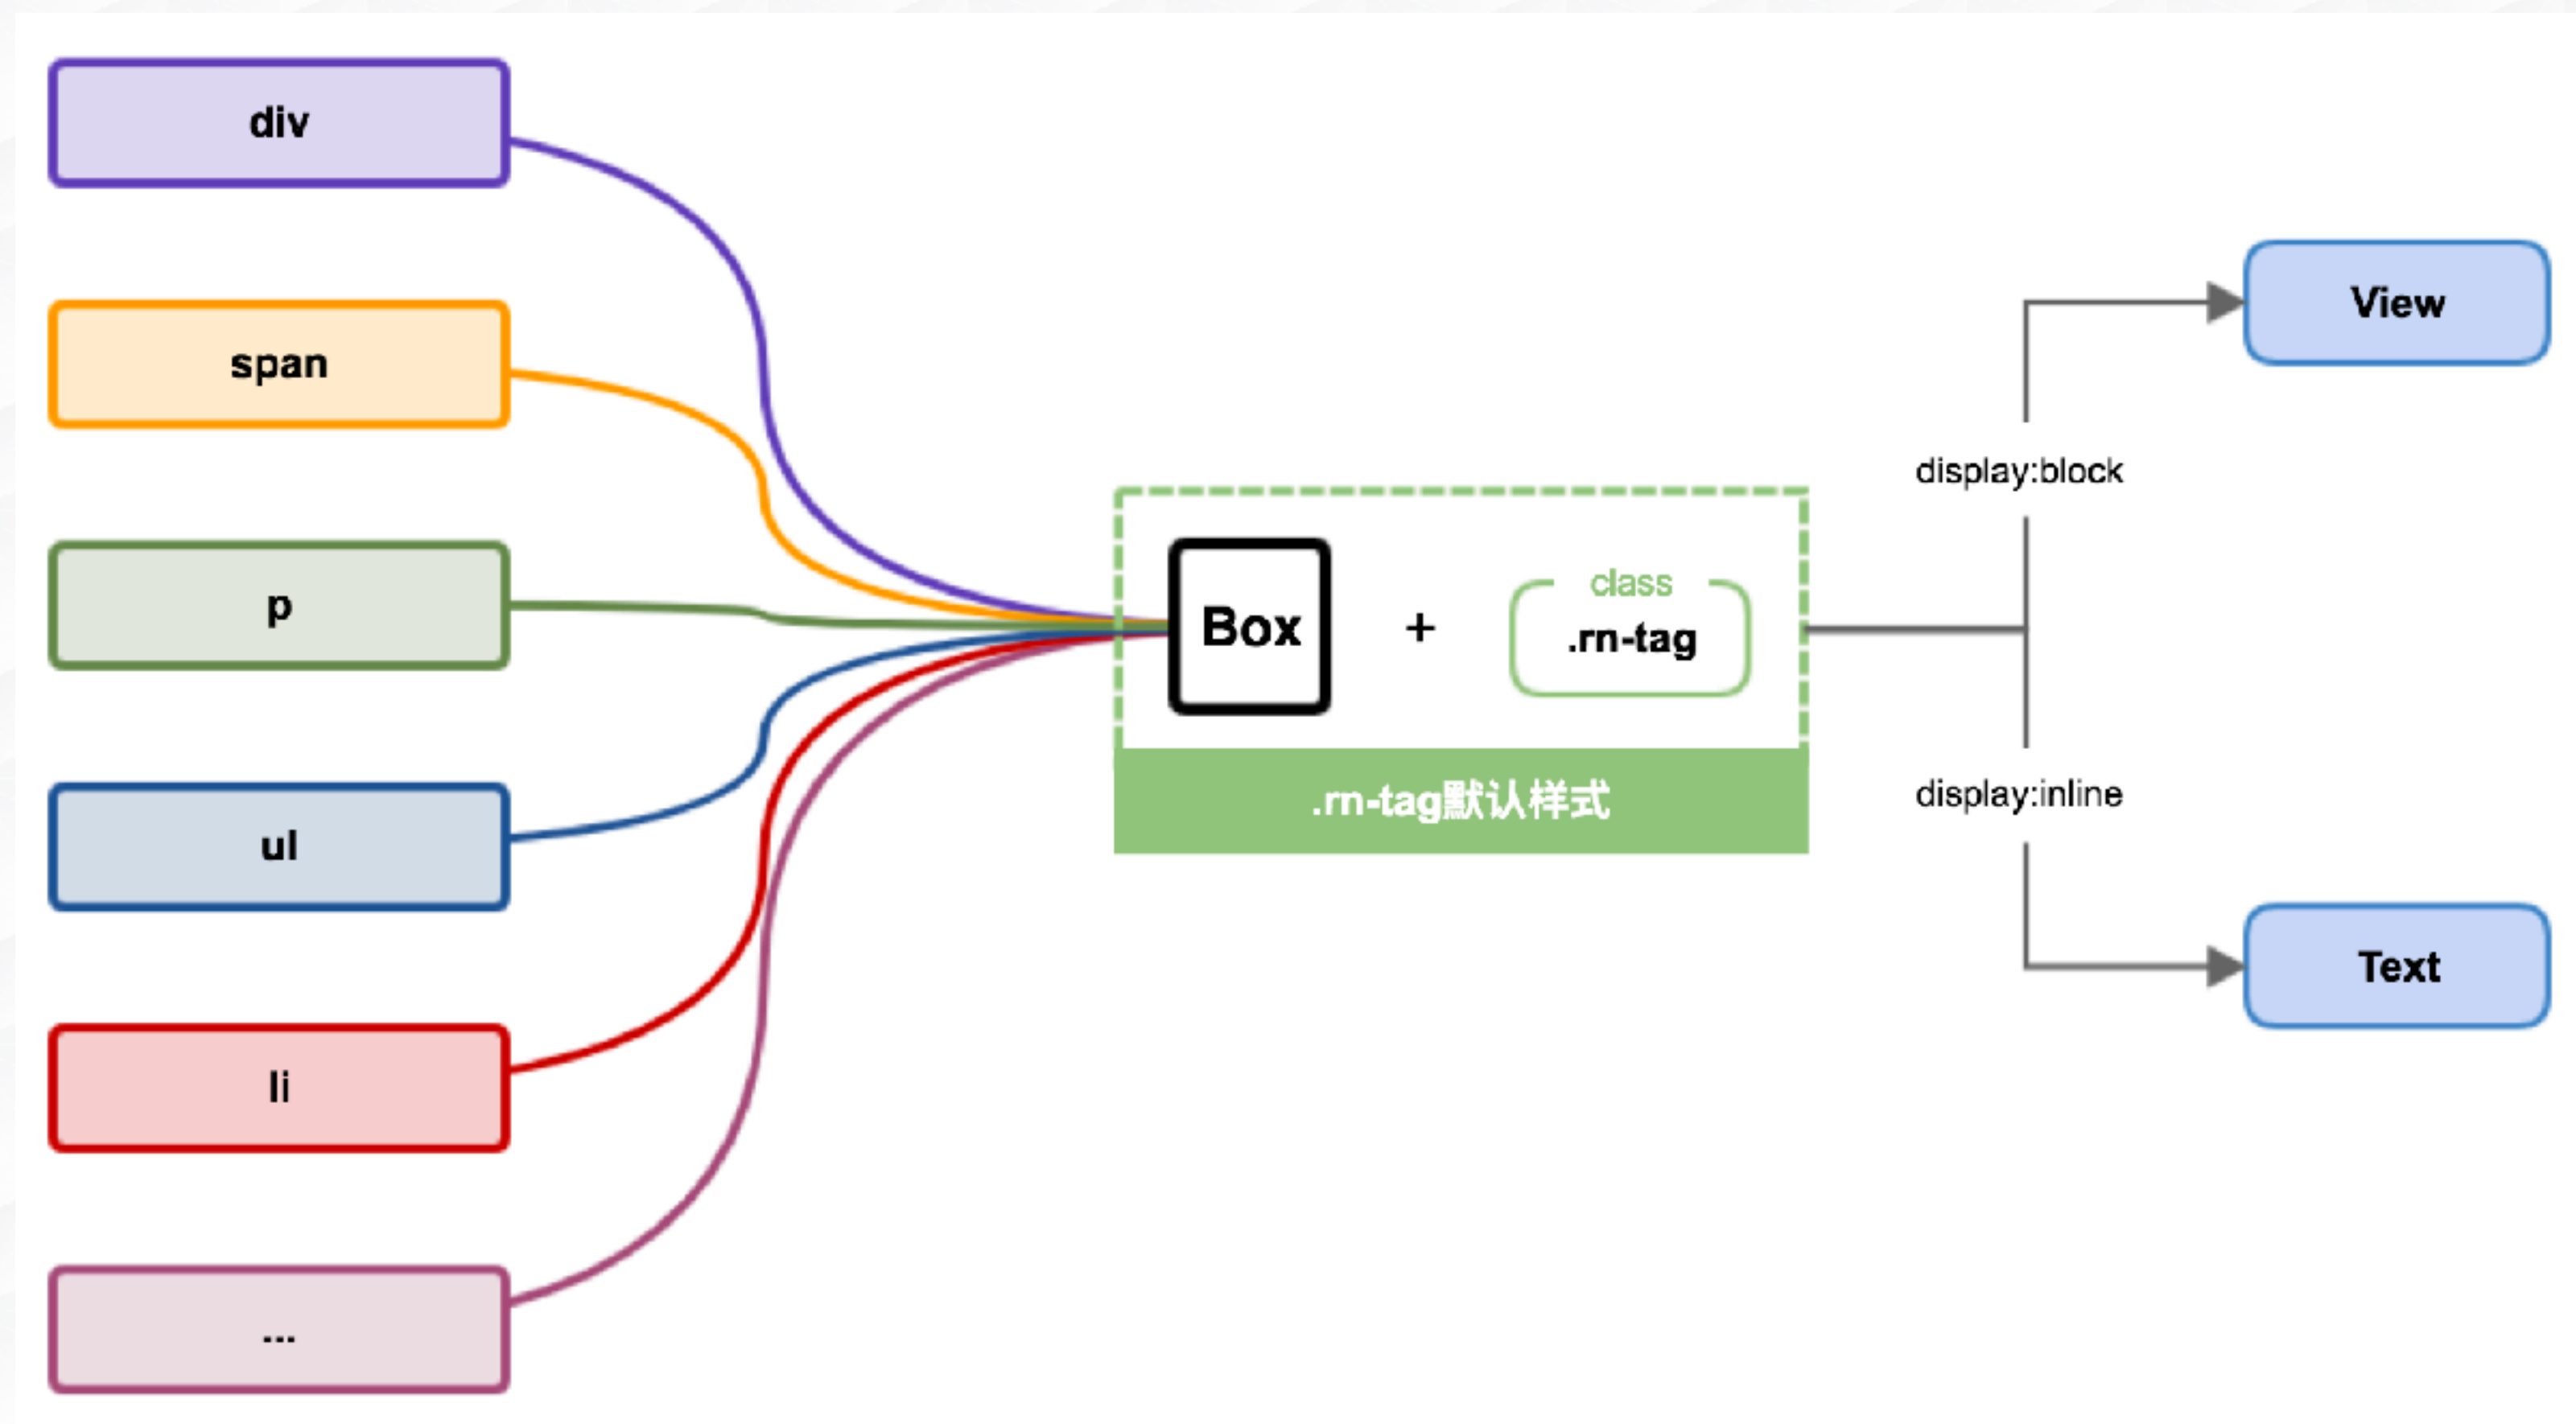 div
span
p
ul
li
...
Box
+
class
.rn-tag
.rn-tag默认样式
display:block
display:inline
View
Text